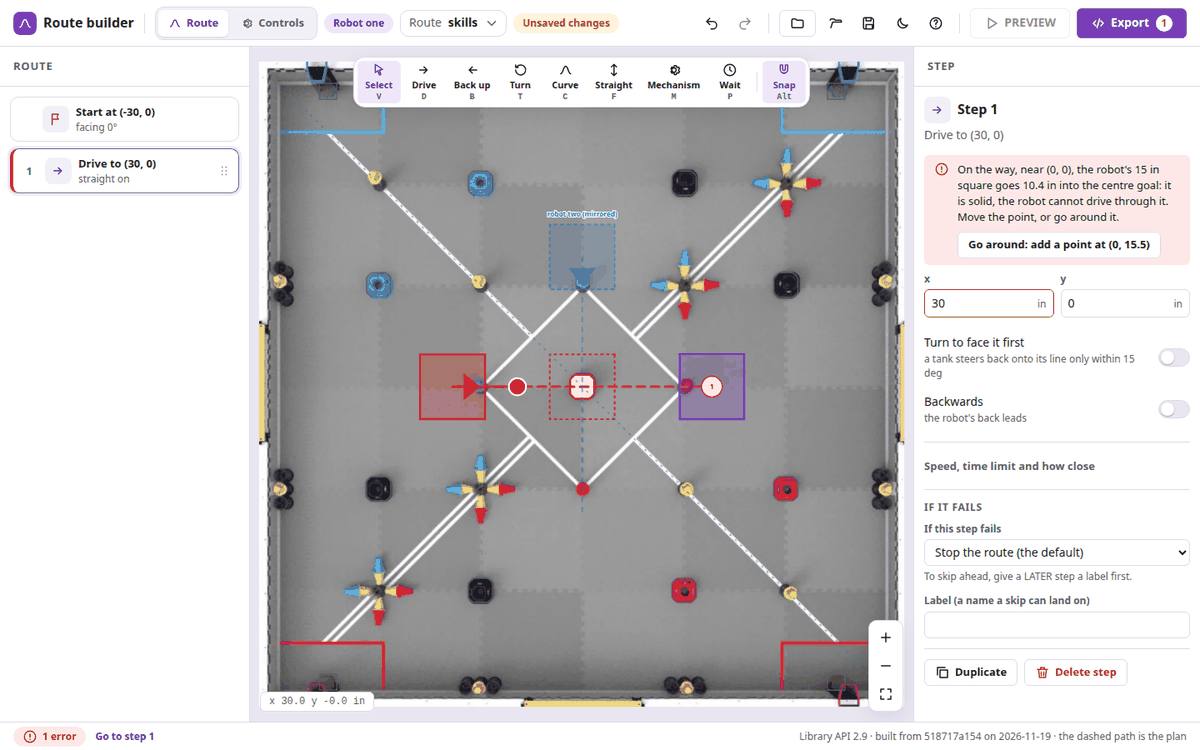 Route builder
Route
Controls
Robot one
Route skills
Unsaved changes
PREVIEW
Export 1
ROUTE
Start at (-30, 0)
facing 0°
1
Drive to (30, 0)
straight on
Select
V
Drive
D
Back up
B
Turn
T
Curve
C
Straight
F
Mechanism
M
Wait
P
Snap
Alt
robot two (mirrored)
1
x 30.0 y -0.0 in
STEP
Step 1
Drive to (30, 0)
On the way, near (0, 0), the robot's 15 in
square goes 10.4 in into the centre goal: it
is solid, the robot cannot drive through it.
Move the point, or go around it.
Go around: add a point at (0, 15.5)
x
y
30 in
0 in
Turn to face it first
a tank steers back onto its line only within 15
deg
Backwards
the robot's back leads
Speed, time limit and how close
IF IT FAILS
If this step fails
Stop the route (the default)
To skip ahead, give a LATER step a label first.
Label (a name a skip can land on)
Duplicate
Delete step
1 error
Go to step 1
Library API 2.9 · built from 518717a154 on 2026-11-19 · the dashed path is the plan